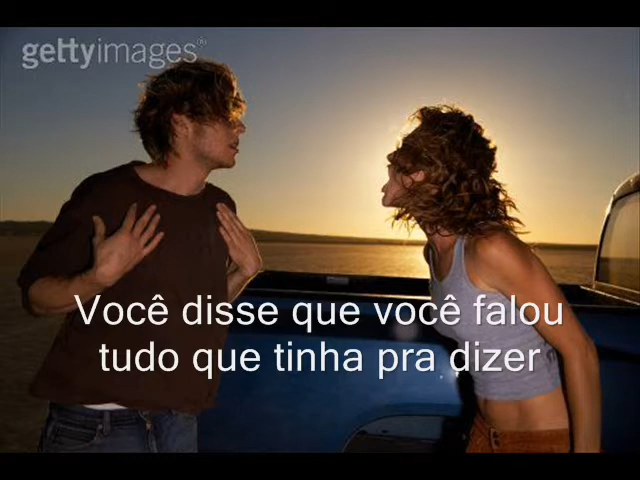 gettyimages®
Você disse que você falou
tudo que tinha pra dizer